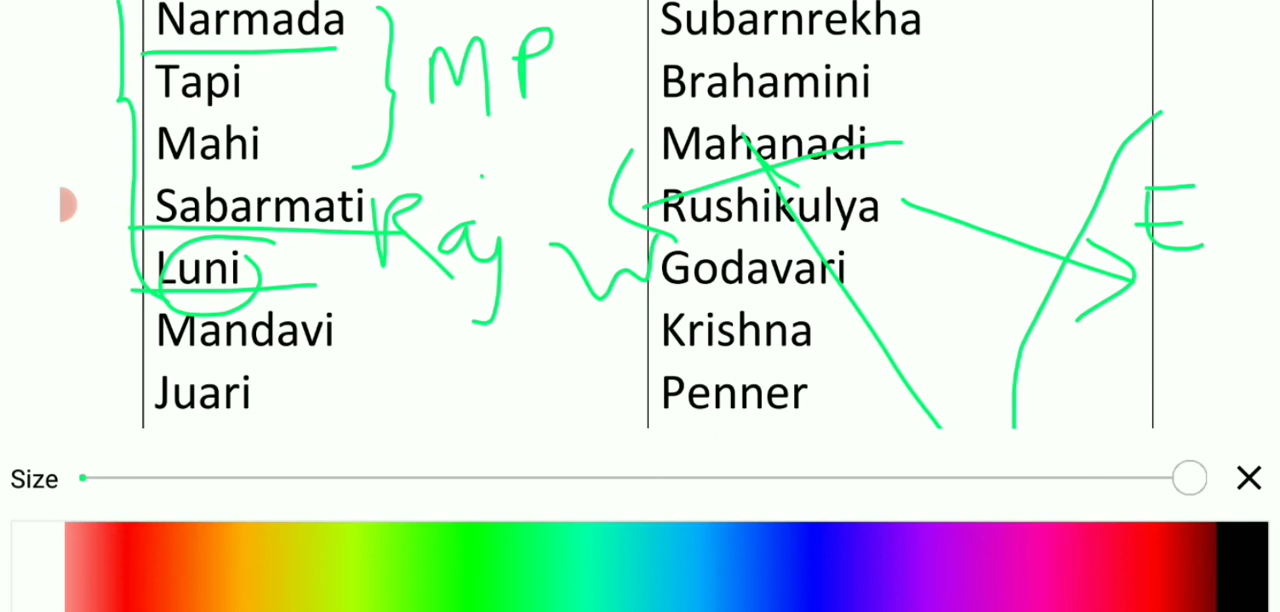 Narmada Subarnrekha
Tapi MP Brahamini
Mahi Mahanadi
Sabarmati Raj Rushikulya E
Luni W Godavari
Mandavi Krishna
Juari Penner
Size